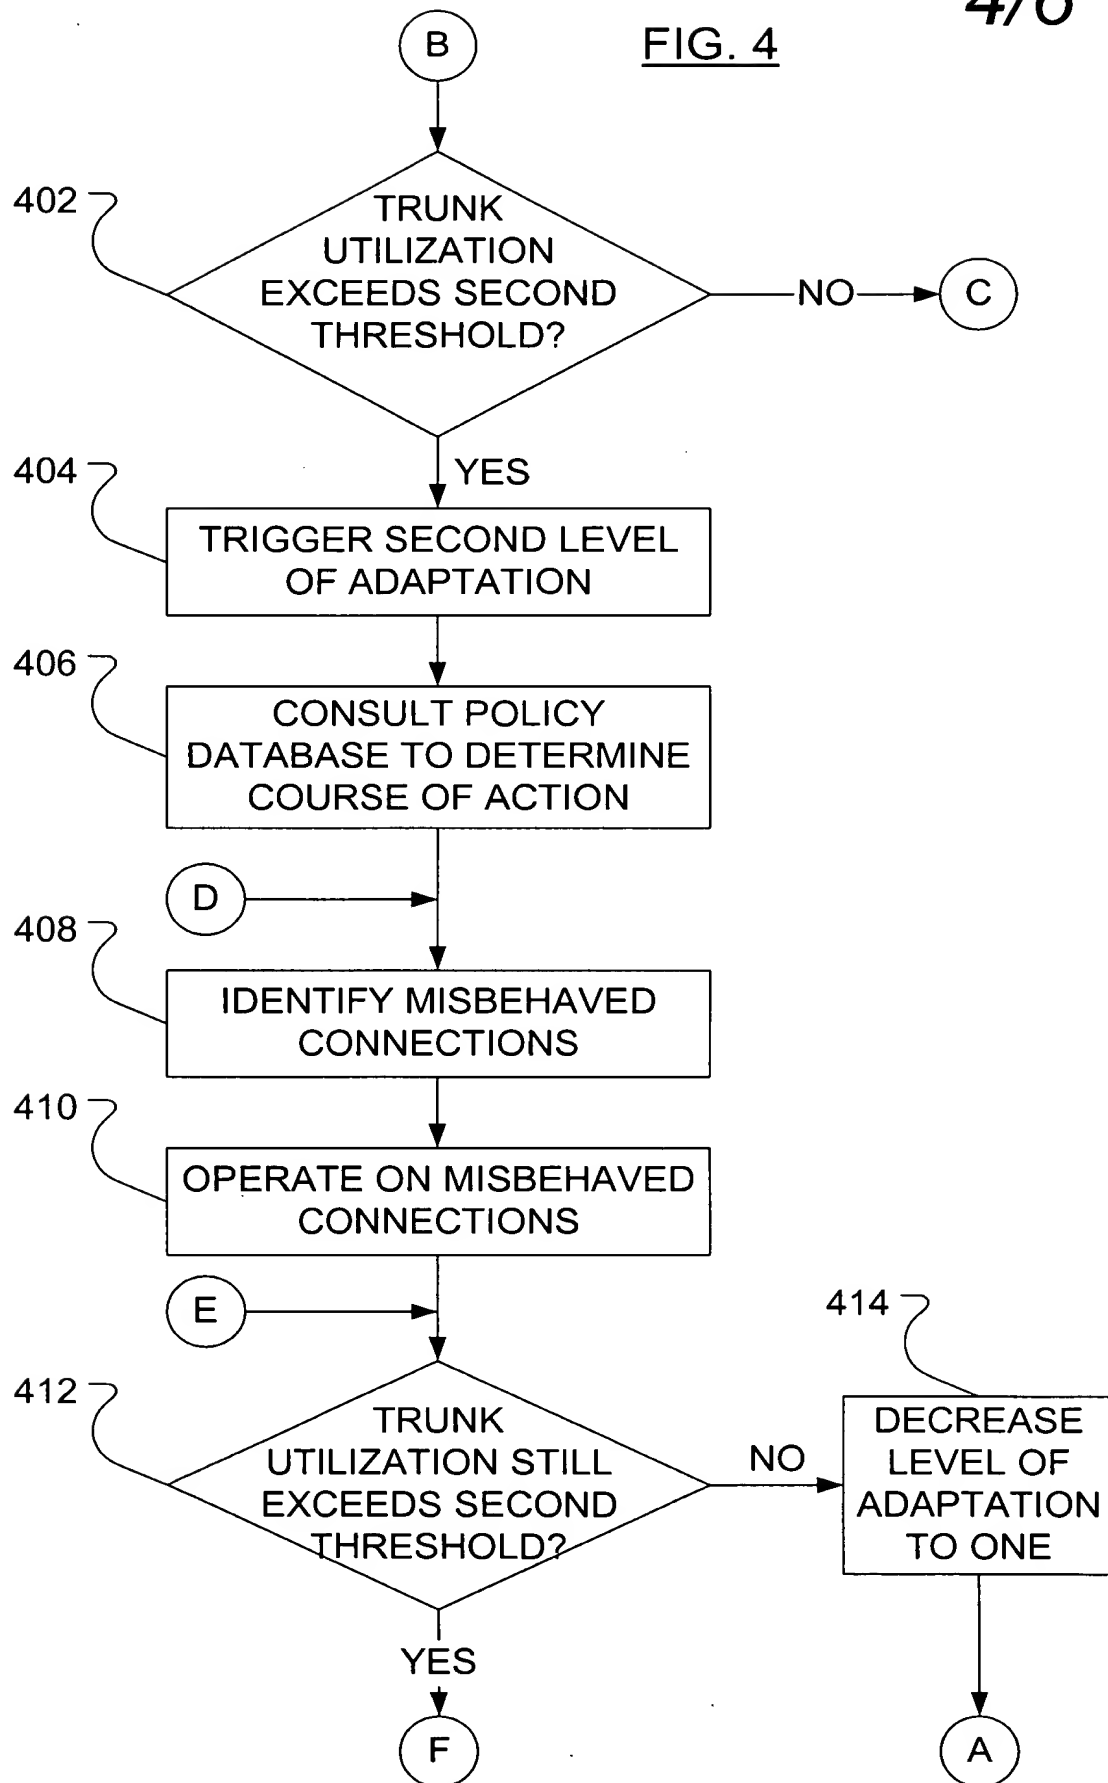 4/6
B
FIG. 4
402
TRUNK
UTILIZATION
EXCEEDS SECOND
THRESHOLD?
NO
C
YES
404
TRIGGER SECOND LEVEL
OF ADAPTATION
406
CONSULT POLICY
DATABASE TO DETERMINE
COURSE OF ACTION
D
408
IDENTIFY MISBEHAVED
CONNECTIONS
410
OPERATE ON MISBEHAVED
CONNECTIONS
E
412
TRUNK
UTILIZATION STILL
EXCEEDS SECOND
THRESHOLD?
NO
414
DECREASE
LEVEL OF
ADAPTATION
TO ONE
YES
F
A